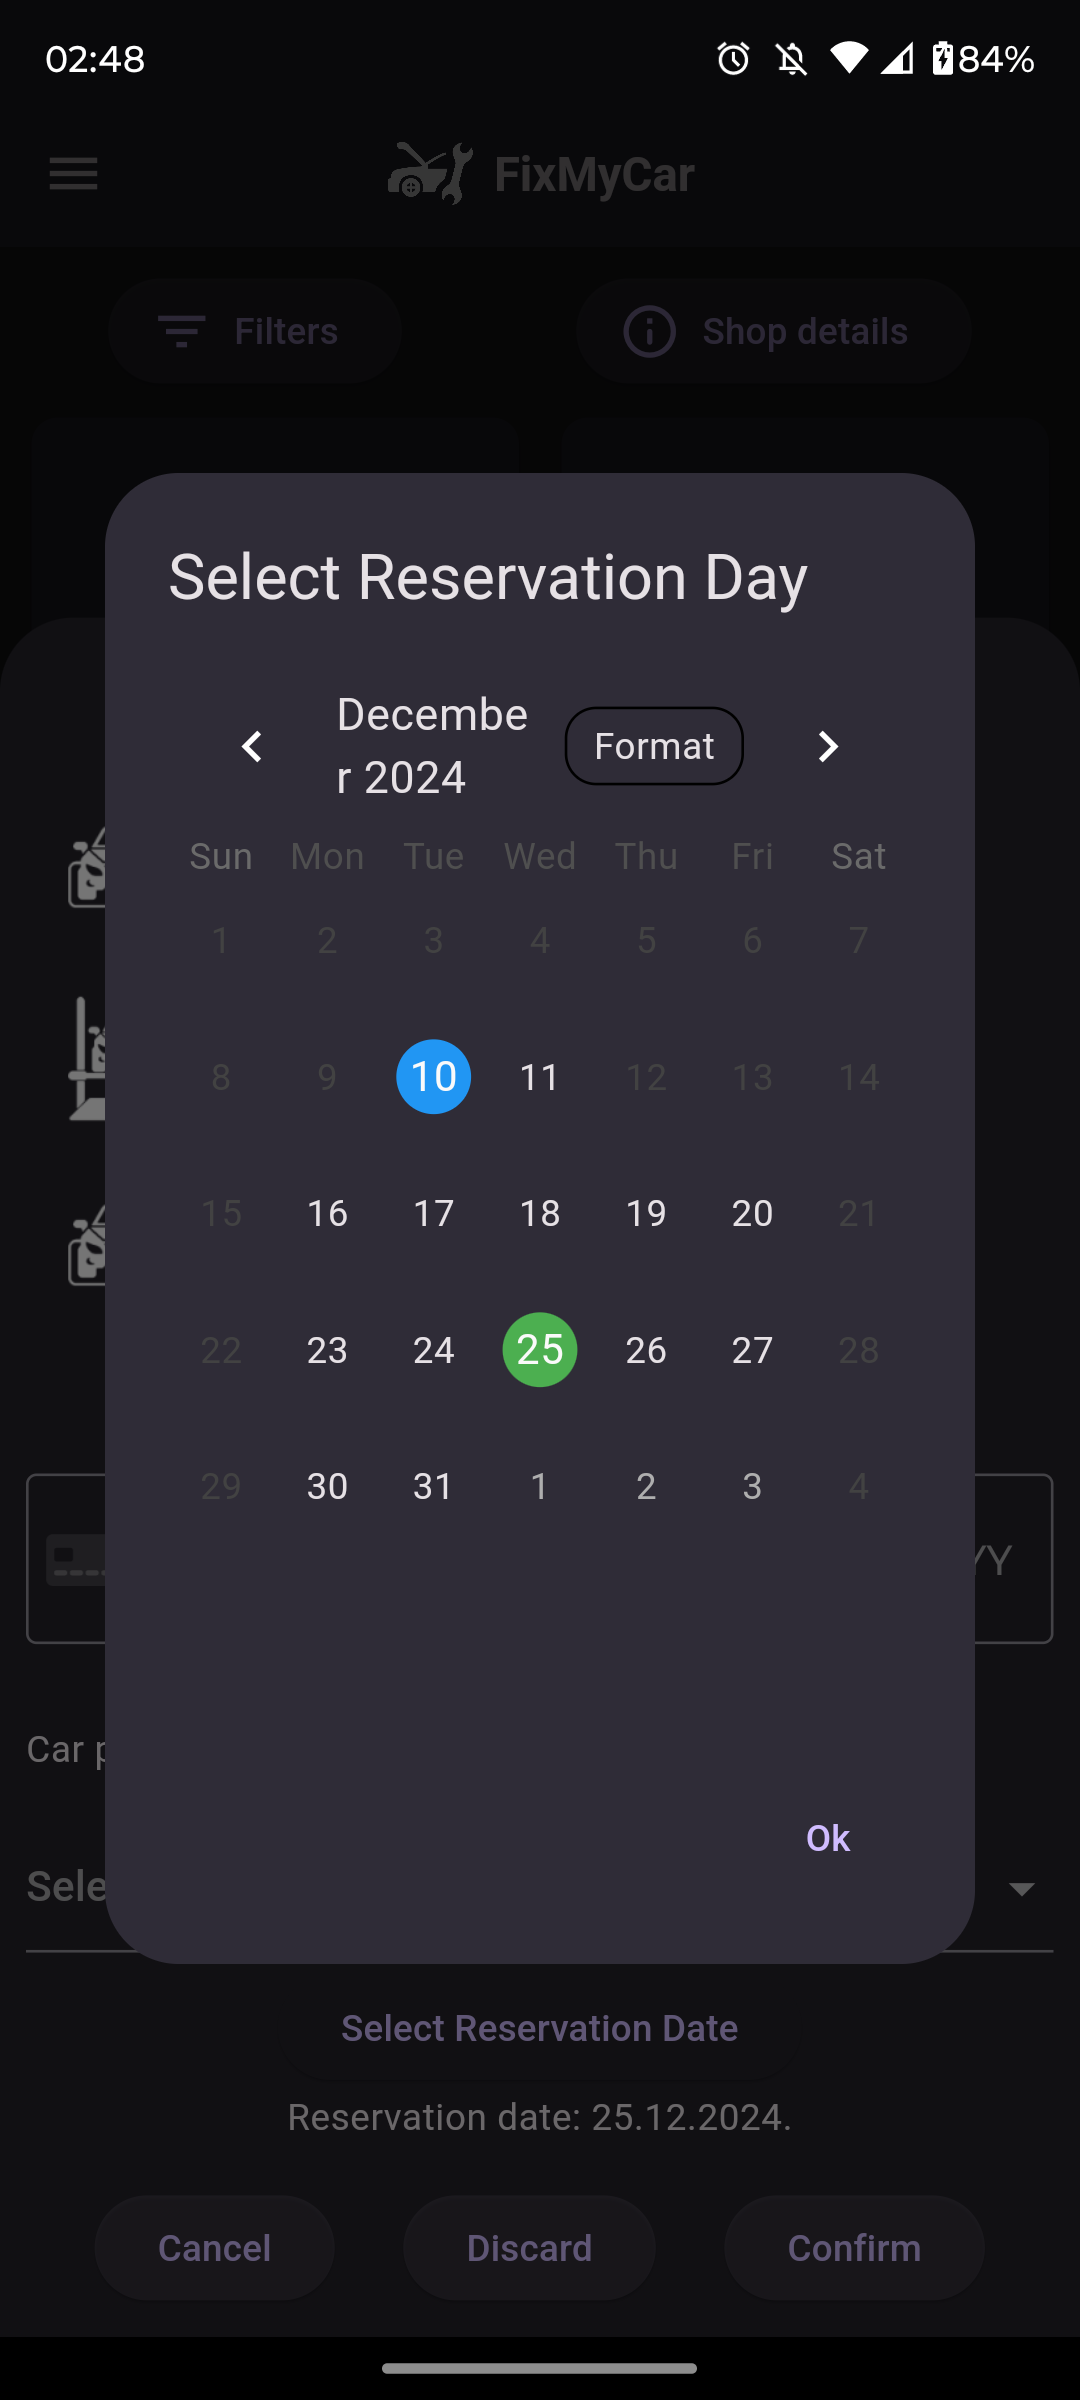 02:48
84%
FixMyCar
Filters
Shop details
Select Reservation Day
Decembe
r 2024
Format
Sun Mon Tue Wed Thu Fri Sat
1 2 3 4 5 6 7
8 9 10 11 12 13 14
15 16 17 18 19 20 21
22 23 24 25 26 27 28
29 30 31 1 2 3 4
YY
Car
Sele
Ok
Select Reservation Date
Reservation date: 25.12.2024.
Cancel
Discard
Confirm